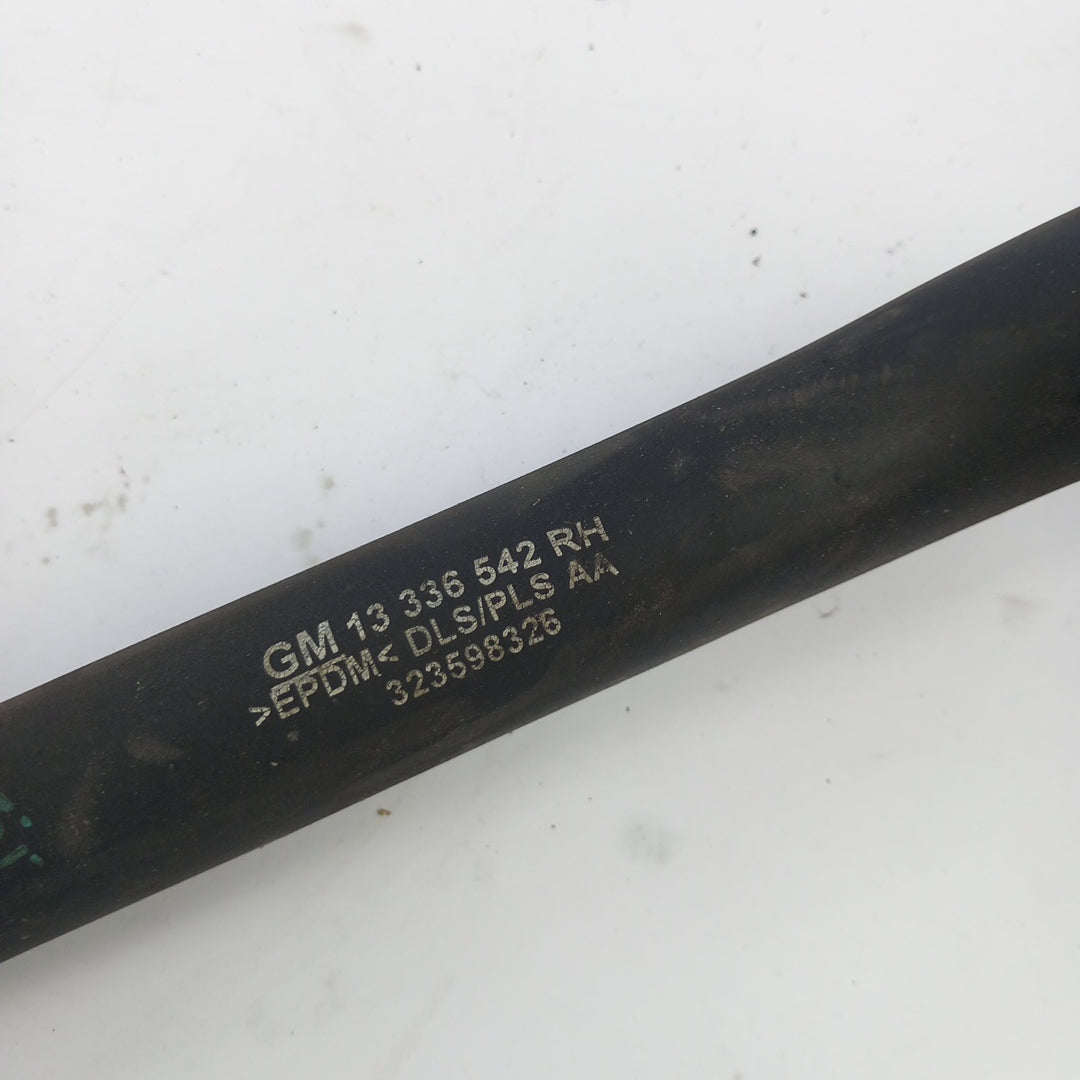 GM 13 336 542 RH
>EPDM< DLS/PLS AA
323598326